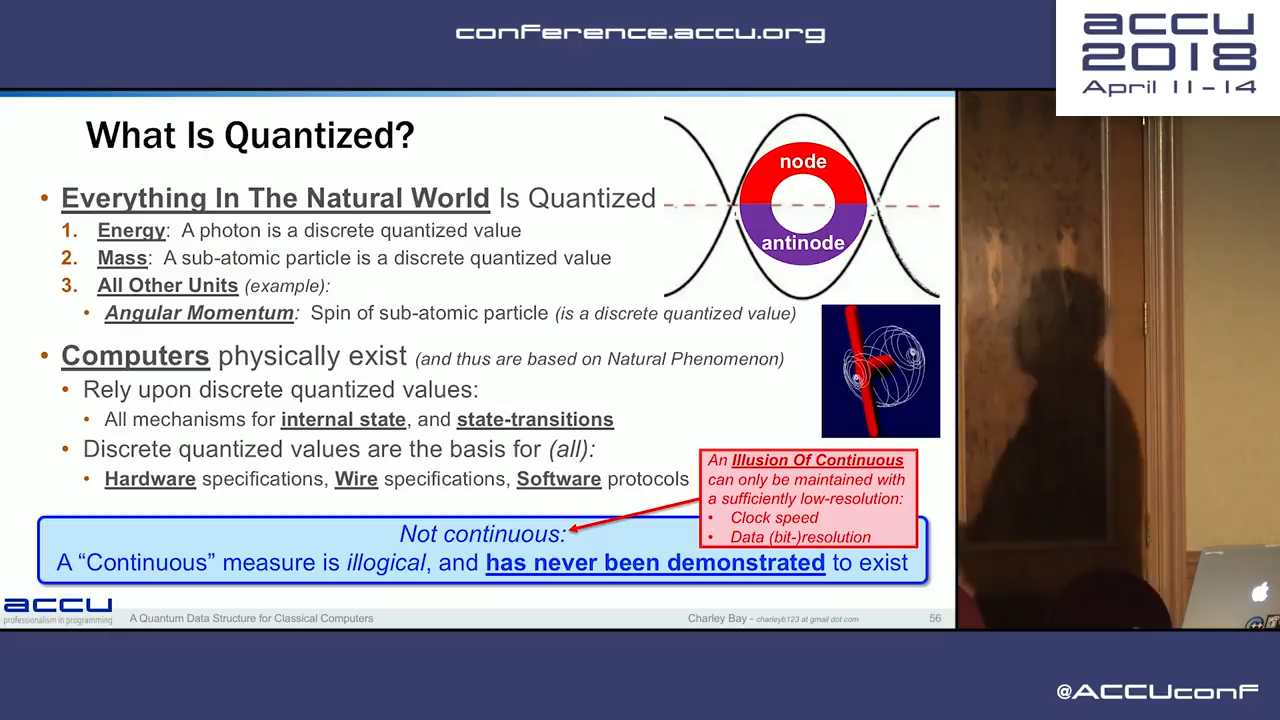 conference.accu.org
accu
2018
April 11-14
What Is Quantized?
node
antinode
• Everything In The Natural World Is Quantized
1. Energy: A photon is a discrete quantized value
2. Mass: A sub-atomic particle is a discrete quantized value
3. All Other Units (example):
• Angular Momentum: Spin of sub-atomic particle (is a discrete quantized value)
• Computers physically exist (and thus are based on Natural Phenomenon)
• Rely upon discrete quantized values:
• All mechanisms for internal state, and state-transitions
• Discrete quantized values are the basis for (all):
• Hardware specifications, Wire specifications, Software protocols
An Illusion Of Continuous
can only be maintained with
a sufficiently low-resolution:
• Clock speed
• Data (bit-)resolution
Not continuous:
A “Continuous” measure is illogical, and has never been demonstrated to exist
accu
professionalism in programming
A Quantum Data Structure for Classical Computers
Charley Bay - charleyb123 at gmail dot com
56
@ACCUconf